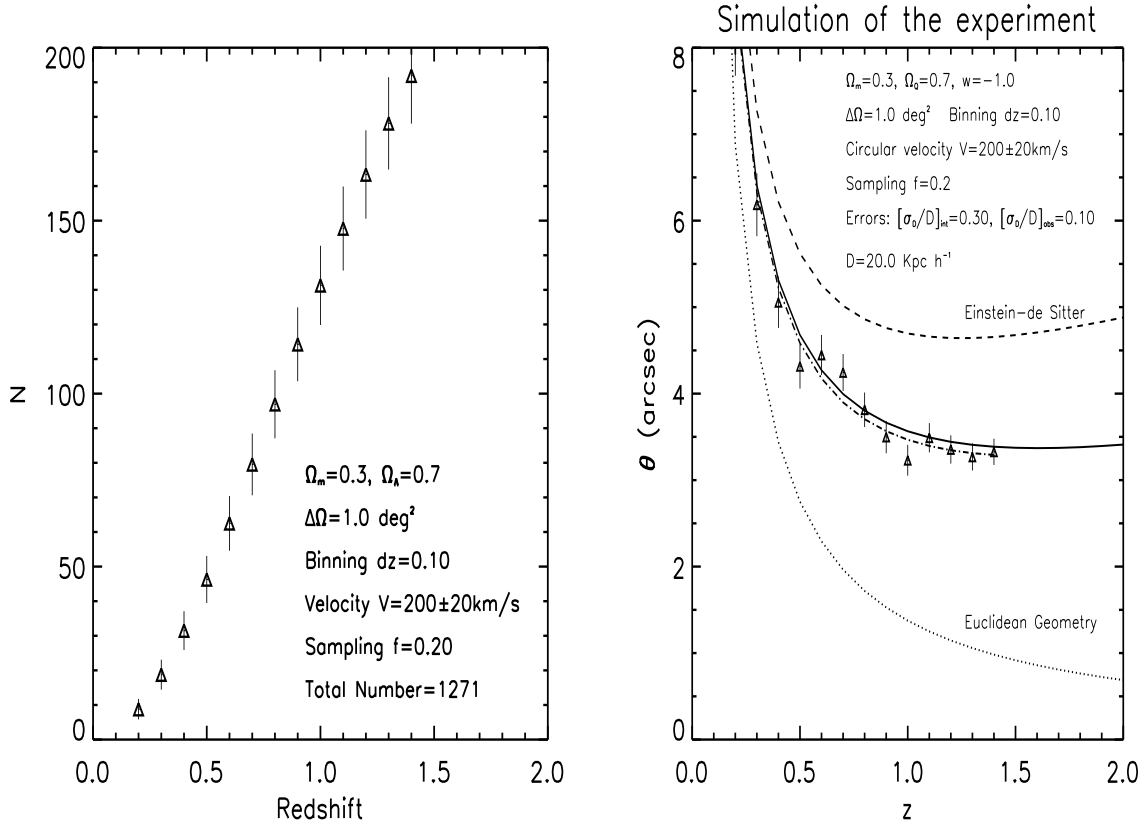 200
150
100
50
0
N
0.0
0.5
1.0
1.5
2.0
Redshift
Ωm=0.3, ΩΛ=0.7
ΔΩ=1.0 deg²
Binning dz=0.10
Velocity V=200±20km/s
Sampling f=0.20
Total Number=1271
Simulation of the experiment
8
6
4
2
0
θ (arcsec)
0.0
0.5
1.0
1.5
2.0
z
Ωm=0.3, ΩQ=0.7, w=−1.0
ΔΩ=1.0 deg² Binning dz=0.10
Circular velocity V=200±20km/s
Sampling f=0.2
Errors: [σD/D]int=0.30, [σD/D]obs=0.10
D=20.0 Kpc h⁻¹
Einstein−de Sitter
Euclidean Geometry